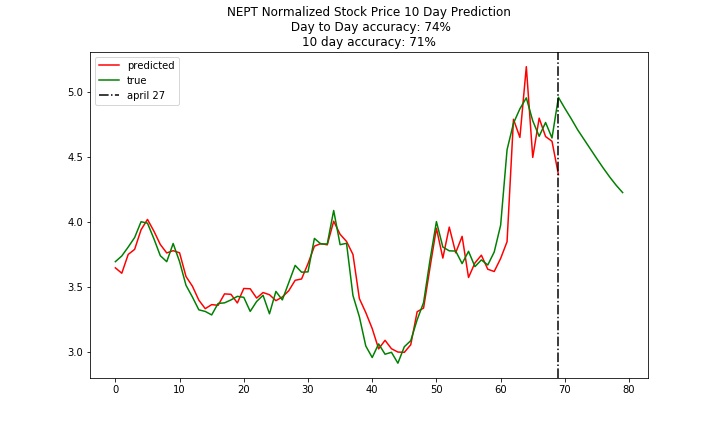 NEPT Normalized Stock Price 10 Day Prediction
Day to Day accuracy: 74%
10 day accuracy: 71%
predicted
true
april 27
5.0
4.5
4.0
3.5
3.0
0 10 20 30 40 50 60 70 80